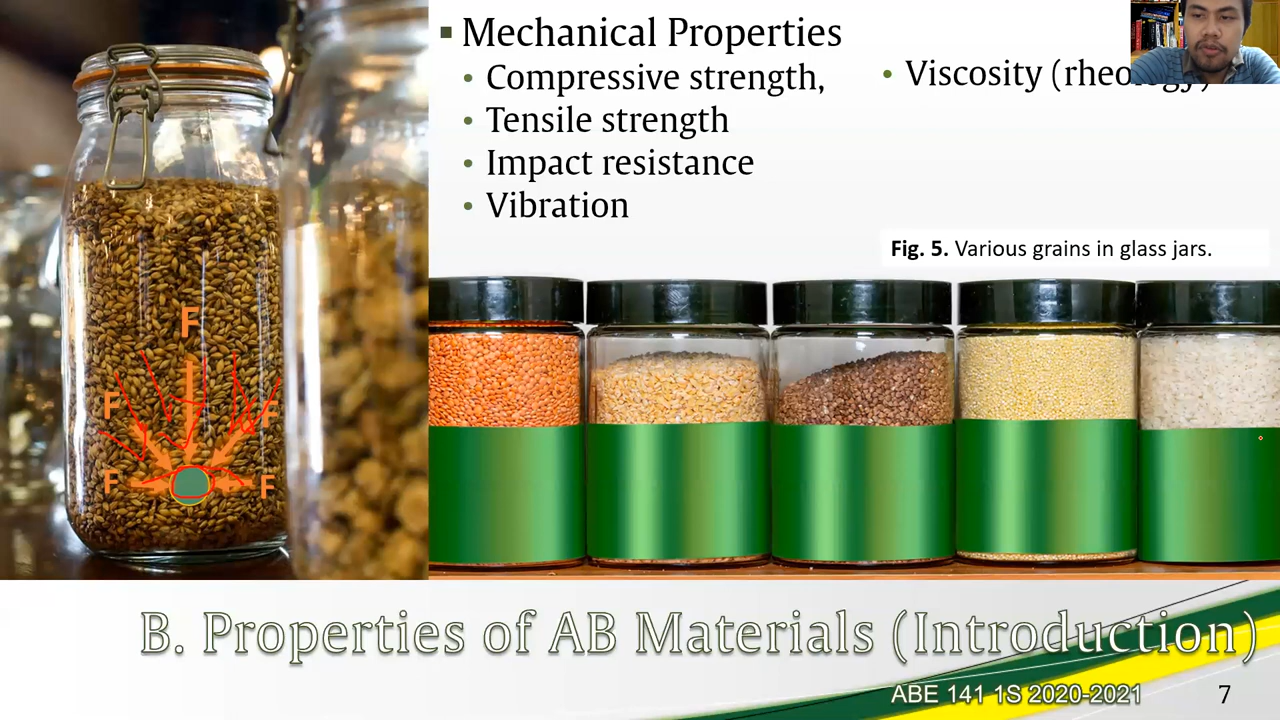 Mechanical Properties
Compressive strength,
Tensile strength
Impact resistance
Vibration
Viscosity (rheology)
Fig. 5. Various grains in glass jars.
F
F
F
F
F
B. Properties of AB Materials (Introduction)
ABE 141 1S 2020-2021
7